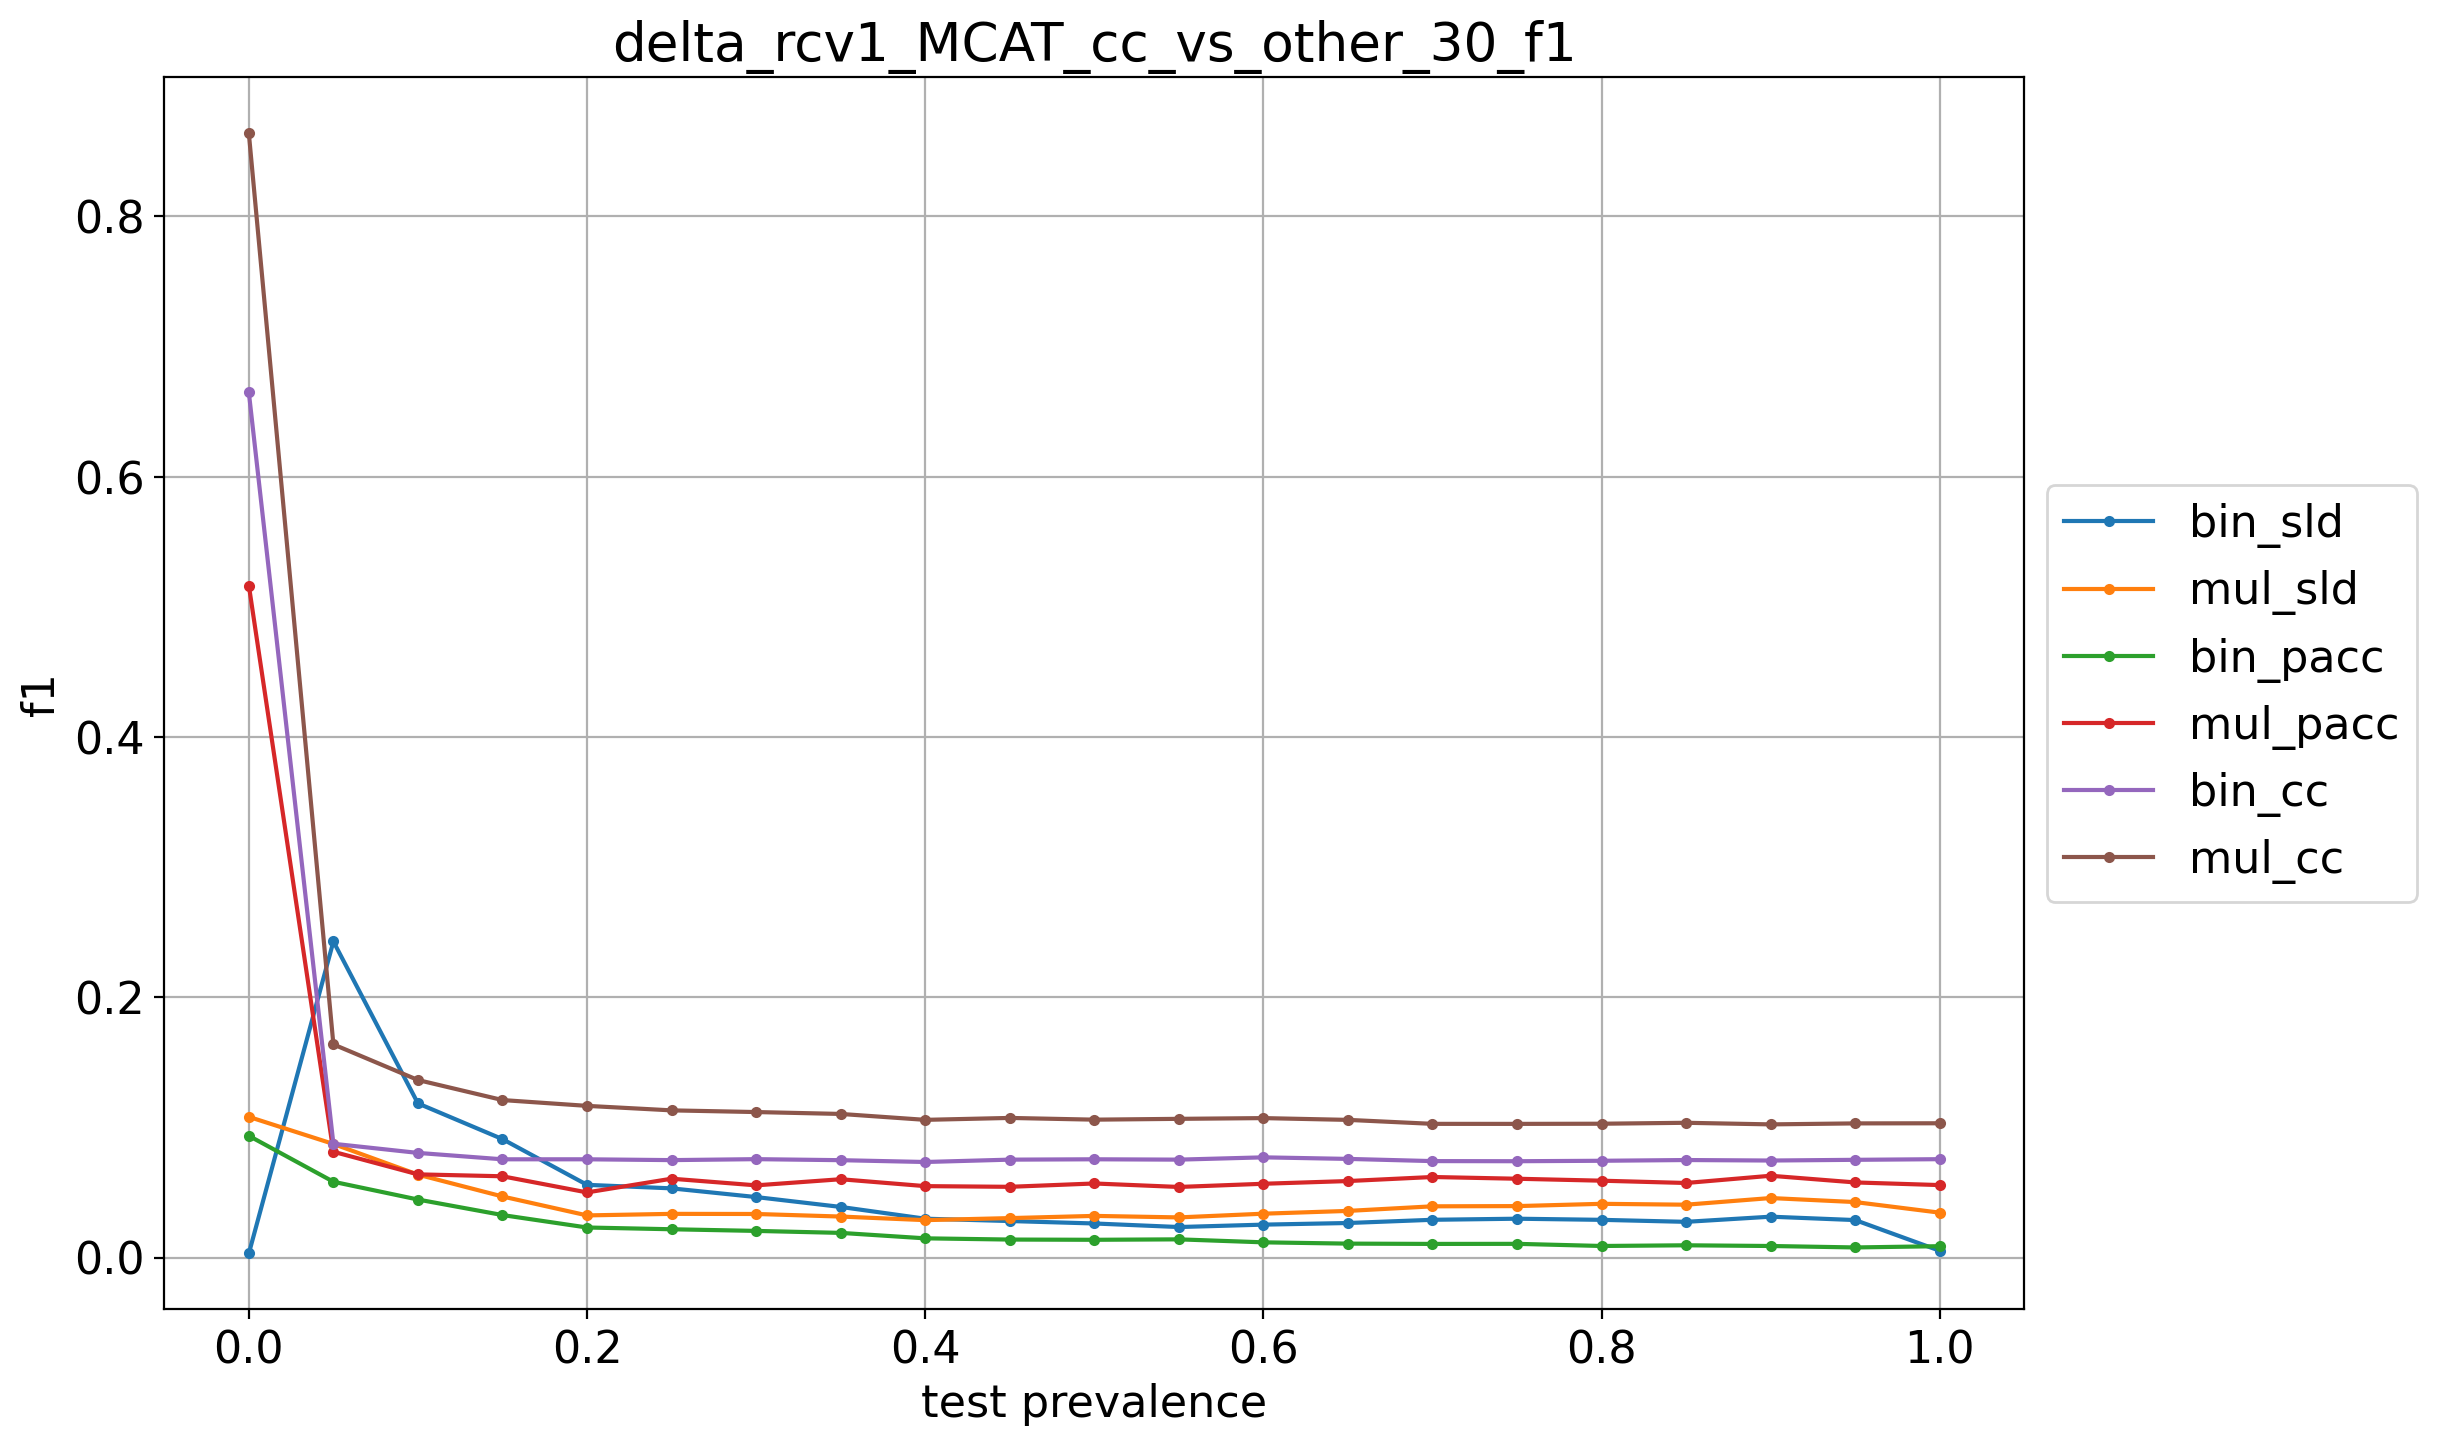 delta_rcv1_MCAT_cc_vs_other_30_f1
0.8
0.6
0.4
0.2
0.0
f1
0.0 0.2 0.4 0.6 0.8 1.0
test prevalence
bin_sld
mul_sld
bin_pacc
mul_pacc
bin_cc
mul_cc